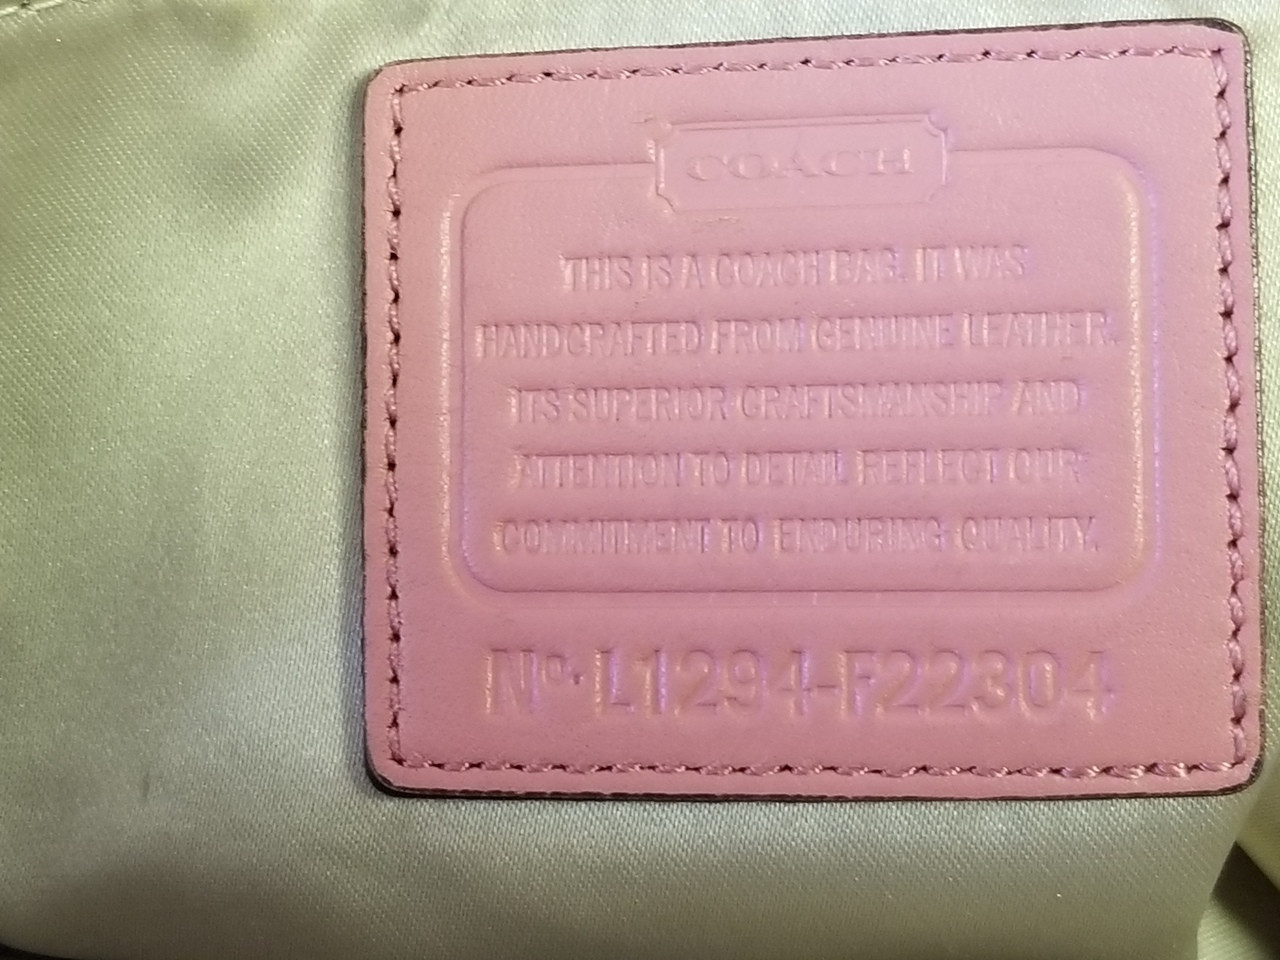 COACH
THIS IS A COACH BAG. IT WAS
HANDCRAFTED FROM GENUINE LEATHER.
ITS SUPERIOR CRAFTSMANSHIP AND
ATTENTION TO DETAIL REFLECT OUR
COMMITMENT TO ENDURING QUALITY.
Nº. L1294-F22304